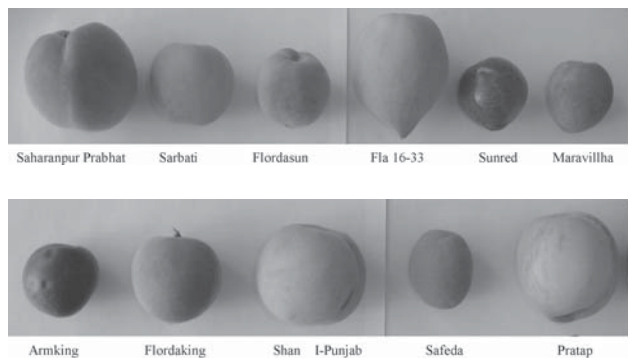 Saharanpur Prabhat Sarbati Flordasun Fla 16-33 Sunred Maravillha
Armking Flordaking Shan I-Punjab Safeda Pratap